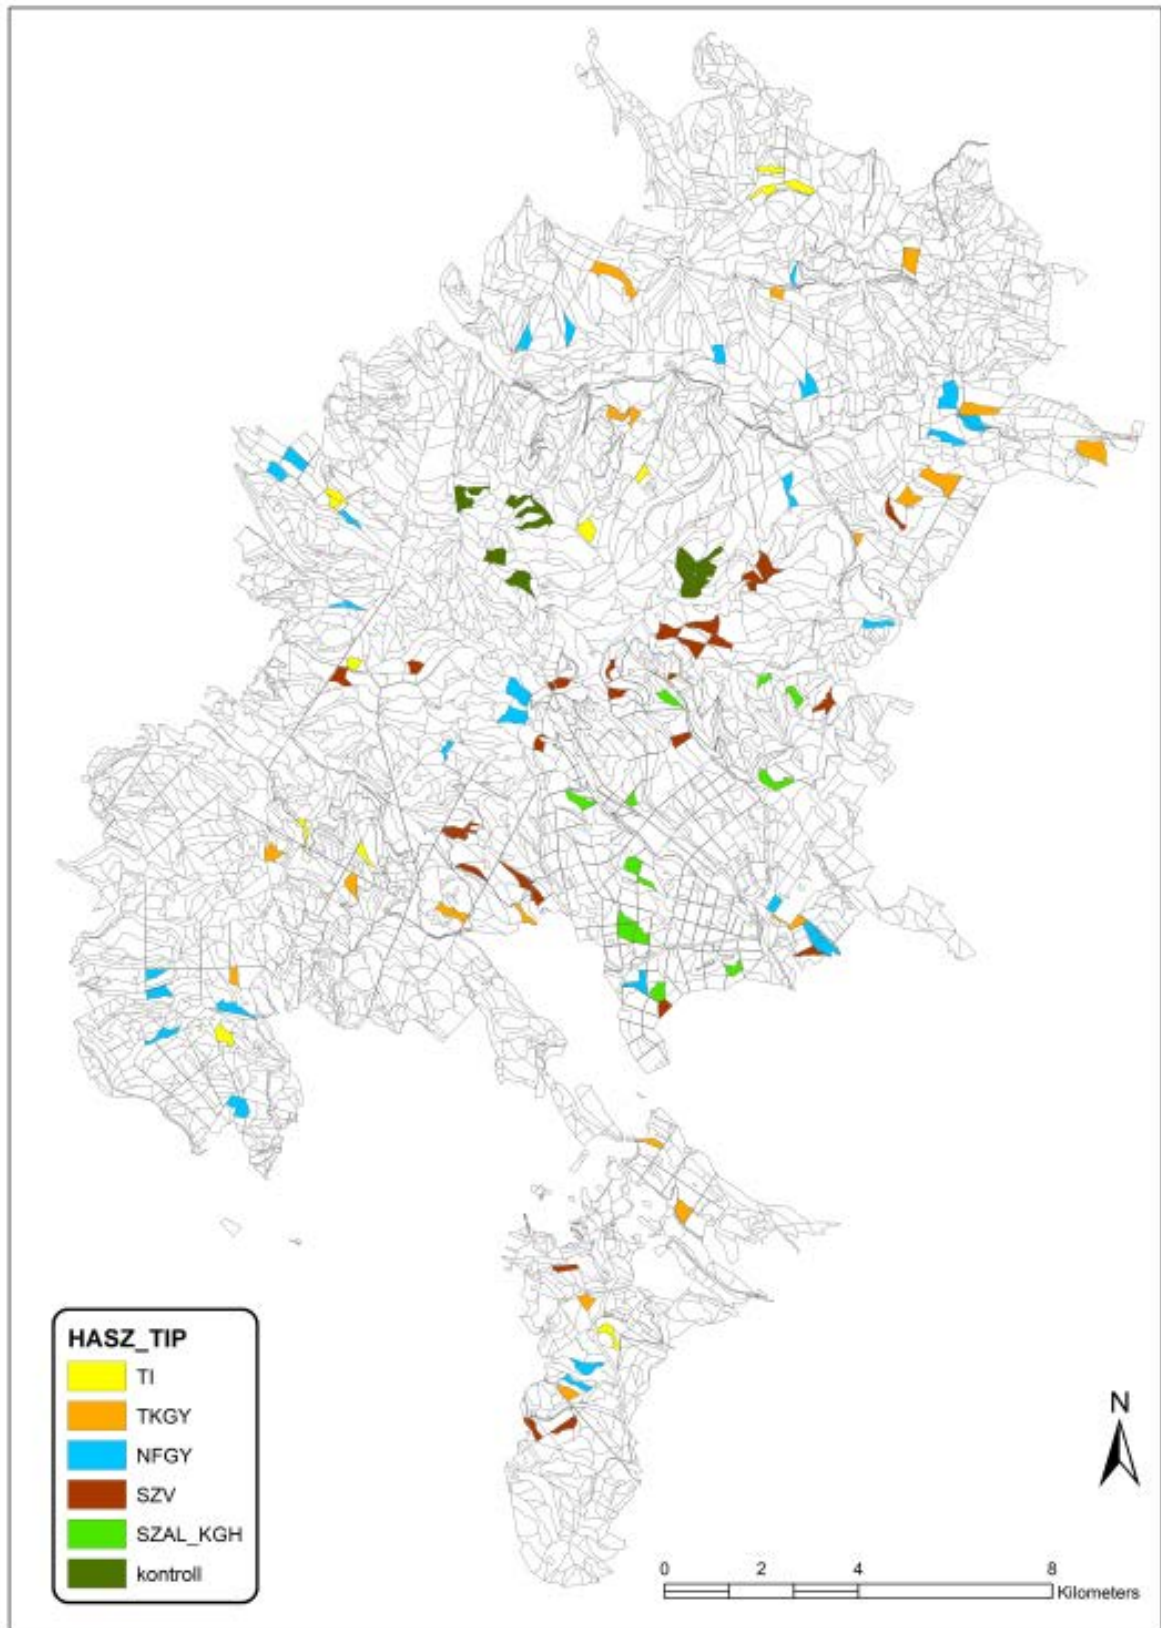 HASZ_TIP
TI
TKGY
NFGY
SZV
SZAL_KGH
kontroll
N
0 2 4 8
Kilometers